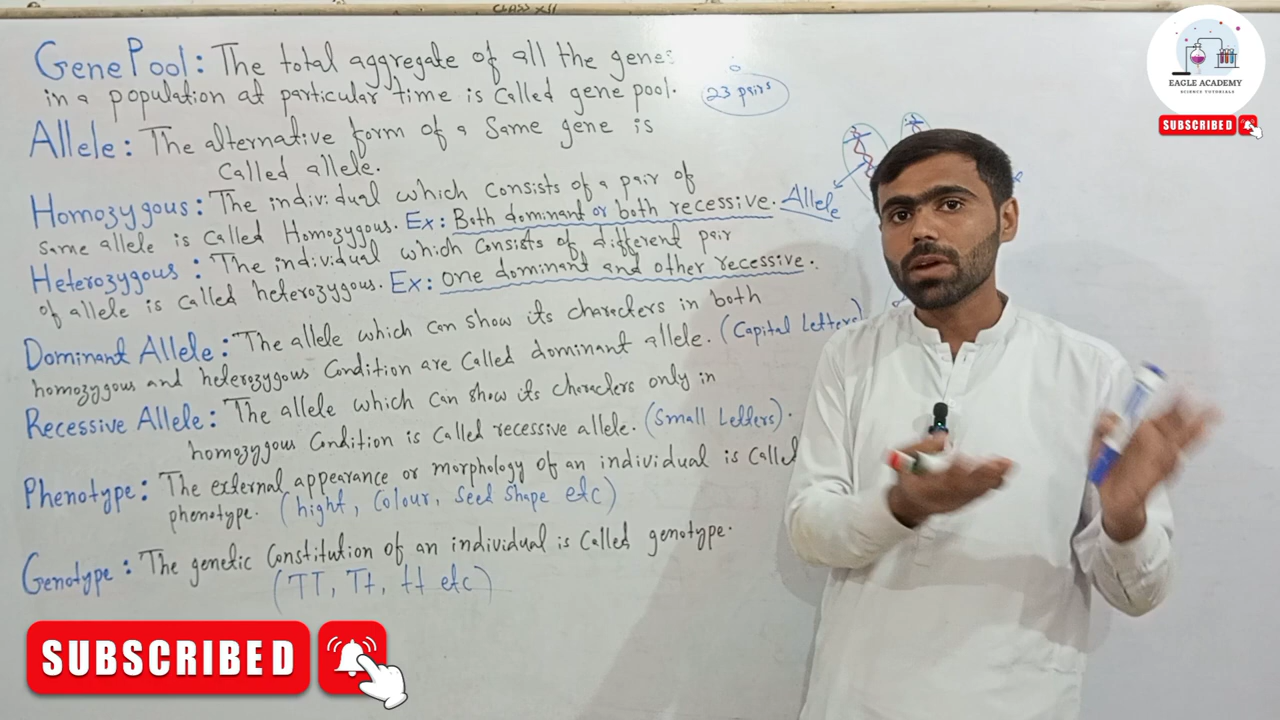 CLASS XII
Gene Pool: The total aggregate of all the genes
in a population at particular time is called gene pool.
23 pairs
Allele: The alternative form of a same gene is
called allele.
Homozygous: The individual which consists of a pair of
same allele is called Homozygous. Ex: Both dominant or both recessive.
Allele
Heterozygous: The individual which consists of different pair
of allele is called heterozygous. Ex: One dominant and other recessive.
Dominant Allele: The allele which can show its characters in both
homozygous and heterozygous Condition are called dominant allele. (Capital Letters)
Recessive Allele: The allele which can show its characters only in
homozygous Condition is called recessive allele. (Small Letters).
Phenotype: The external appearance or morphology of an individual is called
phenotype. (hight, Colour, seed shape etc)
Genotype: The genetic Constitution of an individual is called genotype.
(TT, Tt, tt etc)
EAGLE ACADEMY
SCIENCE TUTORIALS
SUBSCRIBED
SUBSCRIBED